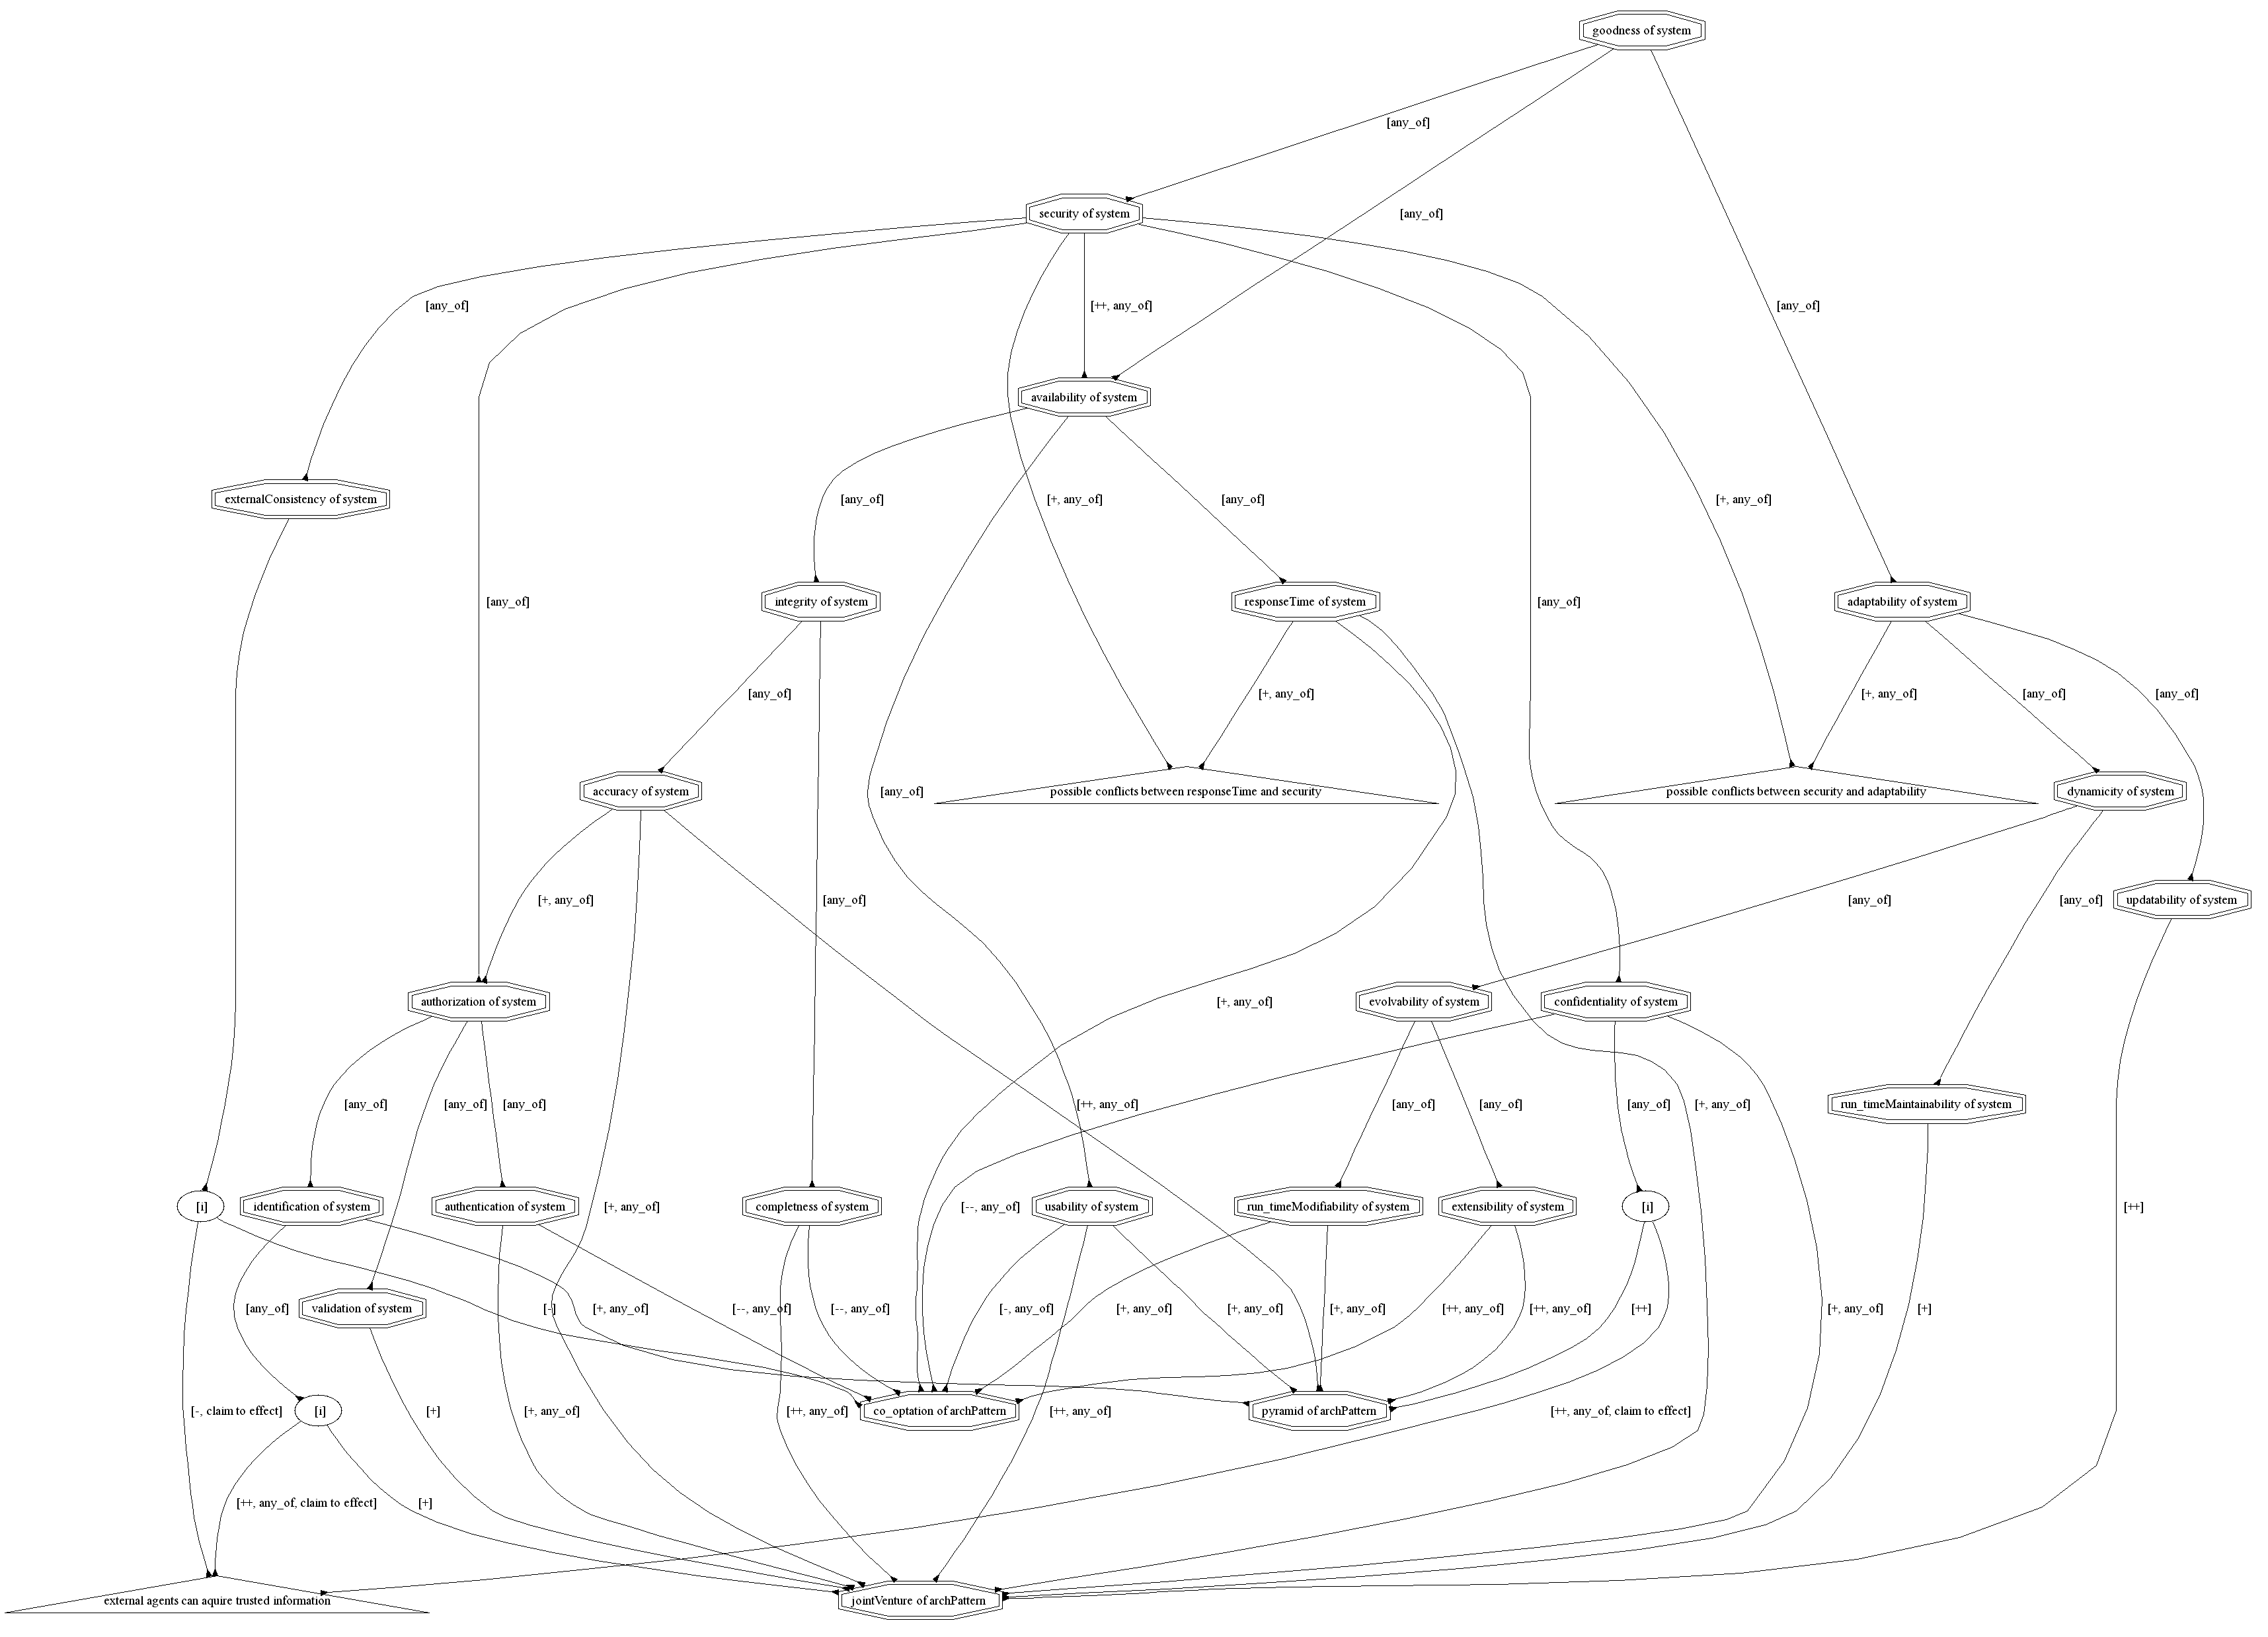 goodness of system
[any_of]
security of system
[any_of]
[any_of]
[++, any_of]
[any_of]
availability of system
externalConsistency of system
[any_of]
[+, any_of]
[any_of]
[+, any_of]
[any_of]
integrity of system
responseTime of system
[any_of]
adaptability of system
[any_of]
[+, any_of]
[+, any_of]
[any_of]
[any_of]
accuracy of system
[any_of]
possible conflicts between responseTime and security
possible conflicts between security and adaptability
dynamicity of system
[+, any_of]
[any_of]
[any_of]
[any_of]
updatability of system
authorization of system
[+, any_of]
evolvability of system
confidentiality of system
[any_of]
[any_of]
[any_of]
[++, any_of]
[any_of]
[any_of]
[any_of]
[+, any_of]
run_timeMaintainability of system
[i]
identification of system
authentication of system
[+, any_of]
completness of system
[--, any_of]
usability of system
run_timeModifiability of system
extensibility of system
[i]
[++]
[any_of]
validation of system
[-]
[+, any_of]
[--, any_of]
[--, any_of]
[-, any_of]
[+, any_of]
[+, any_of]
[+, any_of]
[++, any_of]
[++, any_of]
[++]
[+, any_of]
[+]
[-, claim to effect]
[i]
[+]
[+, any_of]
[++, any_of]
co_optation of archPattern
[++, any_of]
pyramid of archPattern
[++, any_of, claim to effect]
[++, any_of, claim to effect]
[+]
external agents can aquire trusted information
jointVenture of archPattern